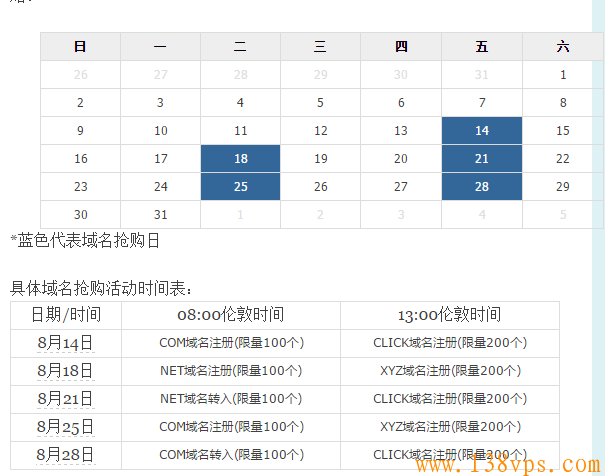 日 一 二 三 四 五 六
26 27 28 29 30 31 1
2 3 4 5 6 7 8
9 10 11 12 13 14 15
16 17 18 19 20 21 22
23 24 25 26 27 28 29
30 31 1 2 3 4 5
*蓝色代表域名抢购日
具体域名抢购活动时间表：
日期/时间 08:00伦敦时间 13:00伦敦时间
8月14日 COM域名注册(限量100个) CLICK域名注册(限量200个)
8月18日 NET域名注册(限量100个) XYZ域名注册(限量200个)
8月21日 NET域名转入(限量100个) CLICK域名注册(限量200个)
8月25日 COM域名注册(限量100个) XYZ域名注册(限量200个)
8月28日 COM域名转入(限量100个) CLICK域名注册(限量200个)
www.138vps.com